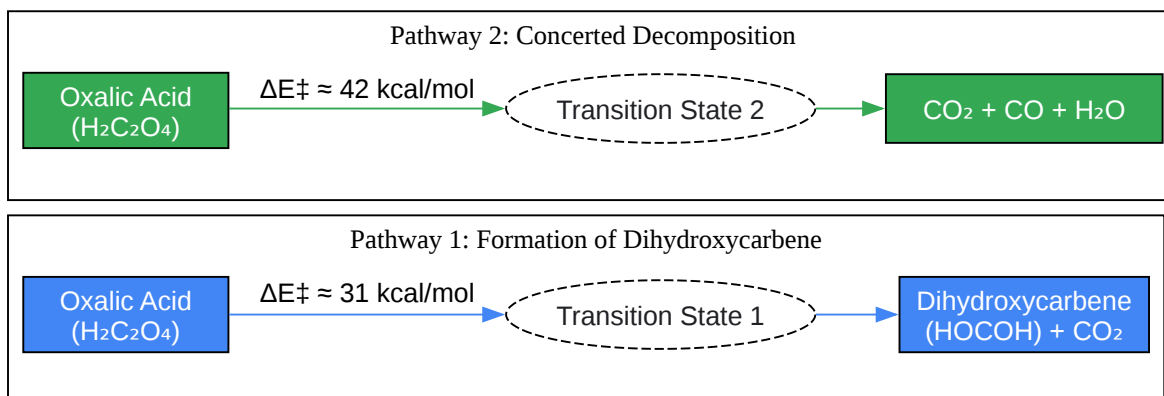 Pathway 2: Concerted Decomposition
Oxalic Acid
(H₂C₂O₄)
ΔE‡ ≈ 42 kcal/mol
Transition State 2
CO₂ + CO + H₂O
Pathway 1: Formation of Dihydroxycarbene
Oxalic Acid
(H₂C₂O₄)
ΔE‡ ≈ 31 kcal/mol
Transition State 1
Dihydroxycarbene
(HOCOH) + CO₂